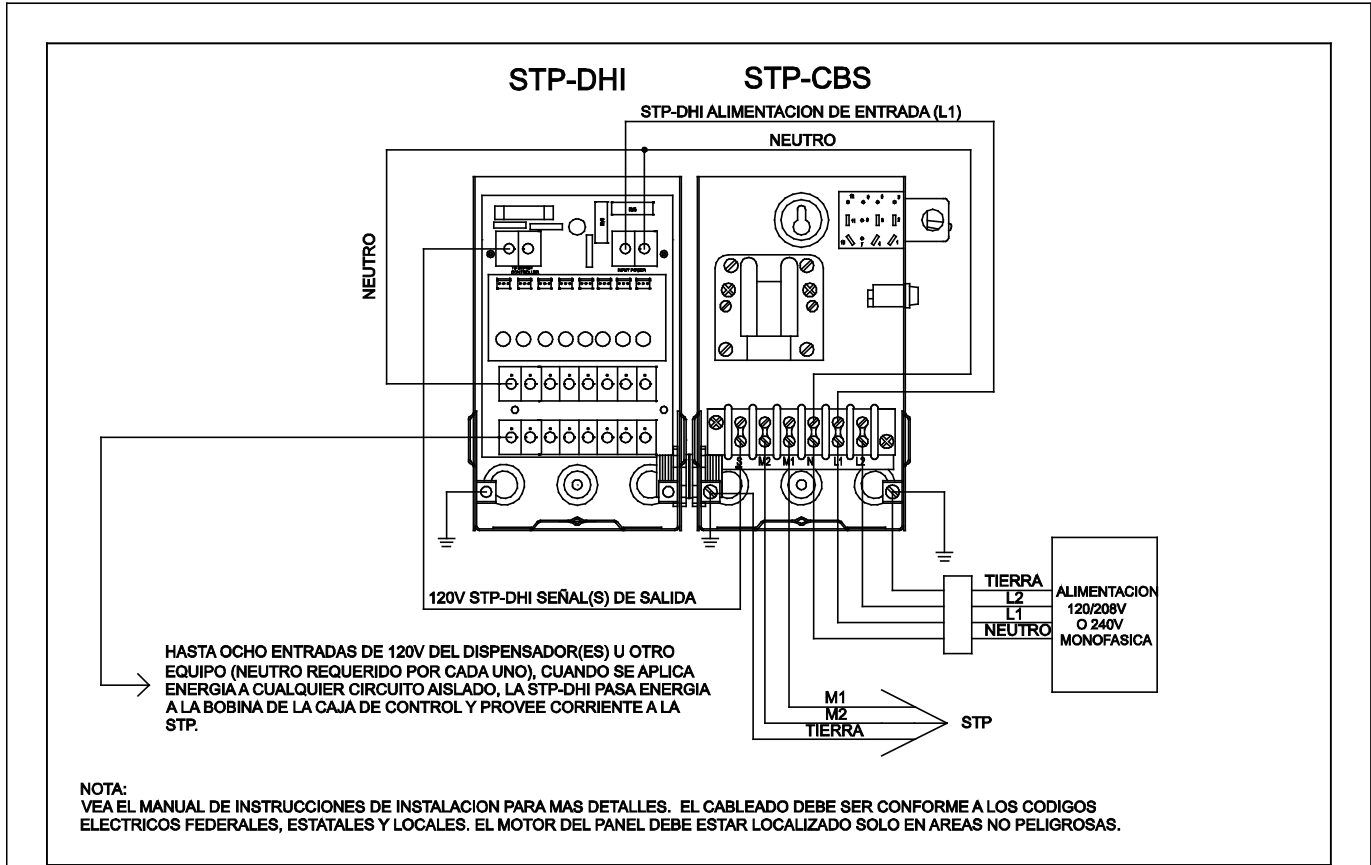 STP-DHI
STP-CBS
STP-DHI ALIMENTACION DE ENTRADA (L1)
NEUTRO
NEUTRO
INPUT POWER
S
M2
M1
N
L1
L2
120V STP-DHI SEÑAL(S) DE SALIDA
TIERRA
L2
L1
NEUTRO
ALIMENTACION
120/208V
O 240V
MONOFASICA
HASTA OCHO ENTRADAS DE 120V DEL DISPENSADOR(ES) U OTRO
EQUIPO (NEUTRO REQUERIDO POR CADA UNO), CUANDO SE APLICA
ENERGIA A CUALQUIER CIRCUITO AISLADO, LA STP-DHI PASA ENERGIA
A LA BOBINA DE LA CAJA DE CONTROL Y PROVEE CORRIENTE A LA
STP.
M1
M2
TIERRA
STP
NOTA:
VEA EL MANUAL DE INSTRUCCIONES DE INSTALACION PARA MAS DETALLES. EL CABLEADO DEBE SER CONFORME A LOS CODIGOS
ELECTRICOS FEDERALES, ESTATALES Y LOCALES. EL MOTOR DEL PANEL DEBE ESTAR LOCALIZADO SOLO EN AREAS NO PELIGROSAS.